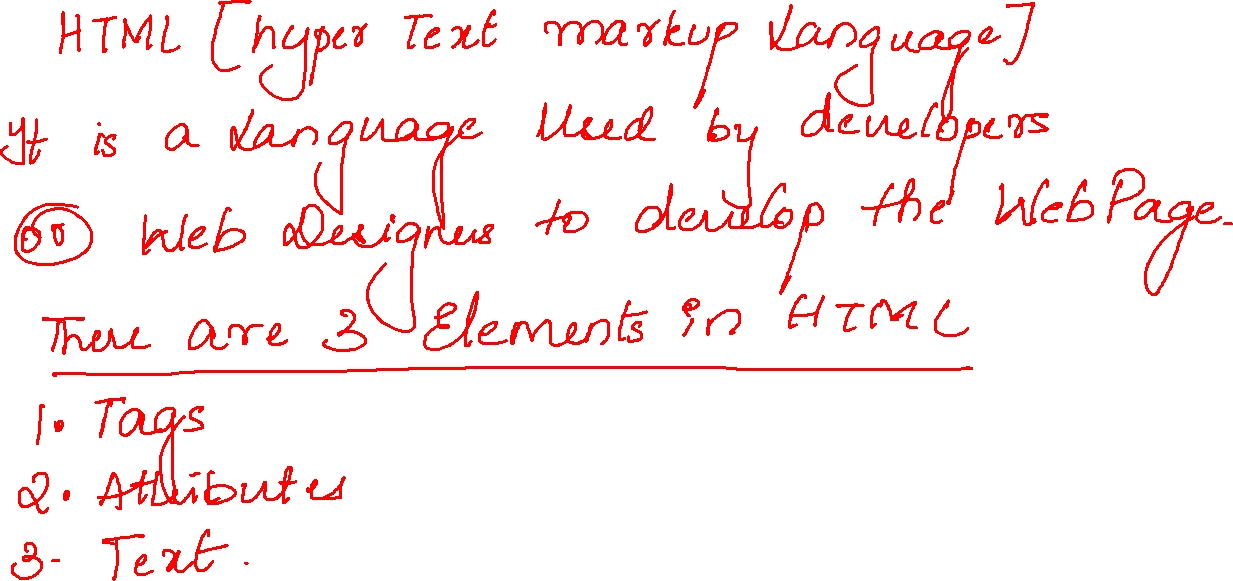 HTML [hyper Text markup Language]
It is a Language Used by developers
(or) Web Designers to develop the WebPage.
There are 3 Elements in HTML
1. Tags
2. Attributes
3- Text.